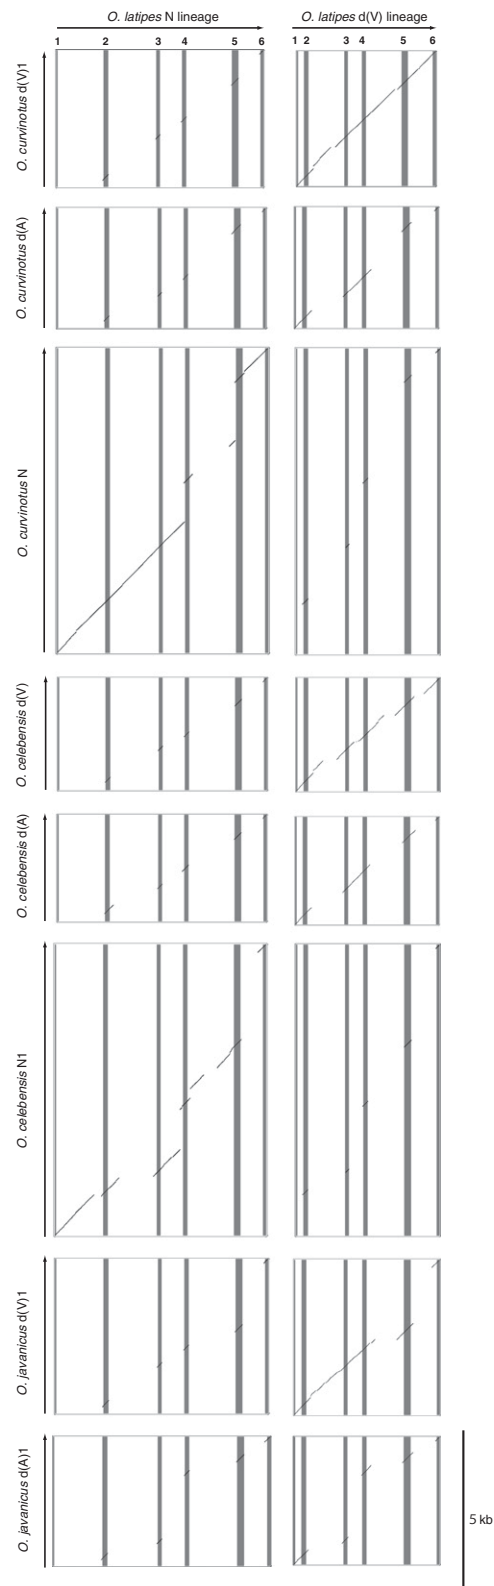 O. latipes N lineage
O. latipes d(V) lineage
1 2 3 4 5 6
1 2 3 4 5 6
O. curvinotus d(V)1
O. curvinotus d(A)
O. curvinotus N
O. celebensis d(V)
O. celebensis d(A)
O. celebensis N1
O. javanicus d(V)1
O. javanicus d(A)1
5 kb